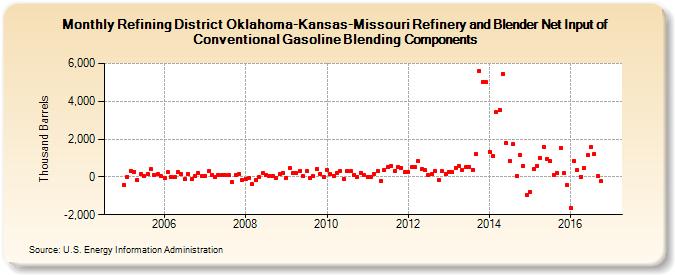 Monthly Refining District Oklahoma-Kansas-Missouri Refinery and Blender Net Input of
Conventional Gasoline Blending Components
Thousand Barrels
6,000
4,000
2,000
0
-2,000
2006
2008
2010
2012
2014
2016
Source: U.S. Energy Information Administration